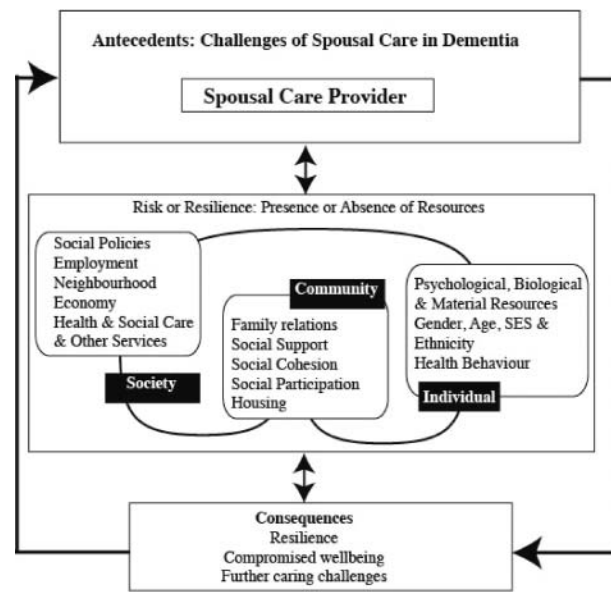 Antecedents: Challenges of Spousal Care in Dementia
Spousal Care Provider
Risk or Resilience: Presence or Absence of Resources
Social Policies
Employment
Neighbourhood
Economy
Health & Social Care
& Other Services
Society
Community
Family relations
Social Support
Social Cohesion
Social Participation
Housing
Psychological, Biological
& Material Resources
Gender, Age, SES &
Ethnicity
Health Behaviour
Individual
Consequences
Resilience
Compromised wellbeing
Further caring challenges